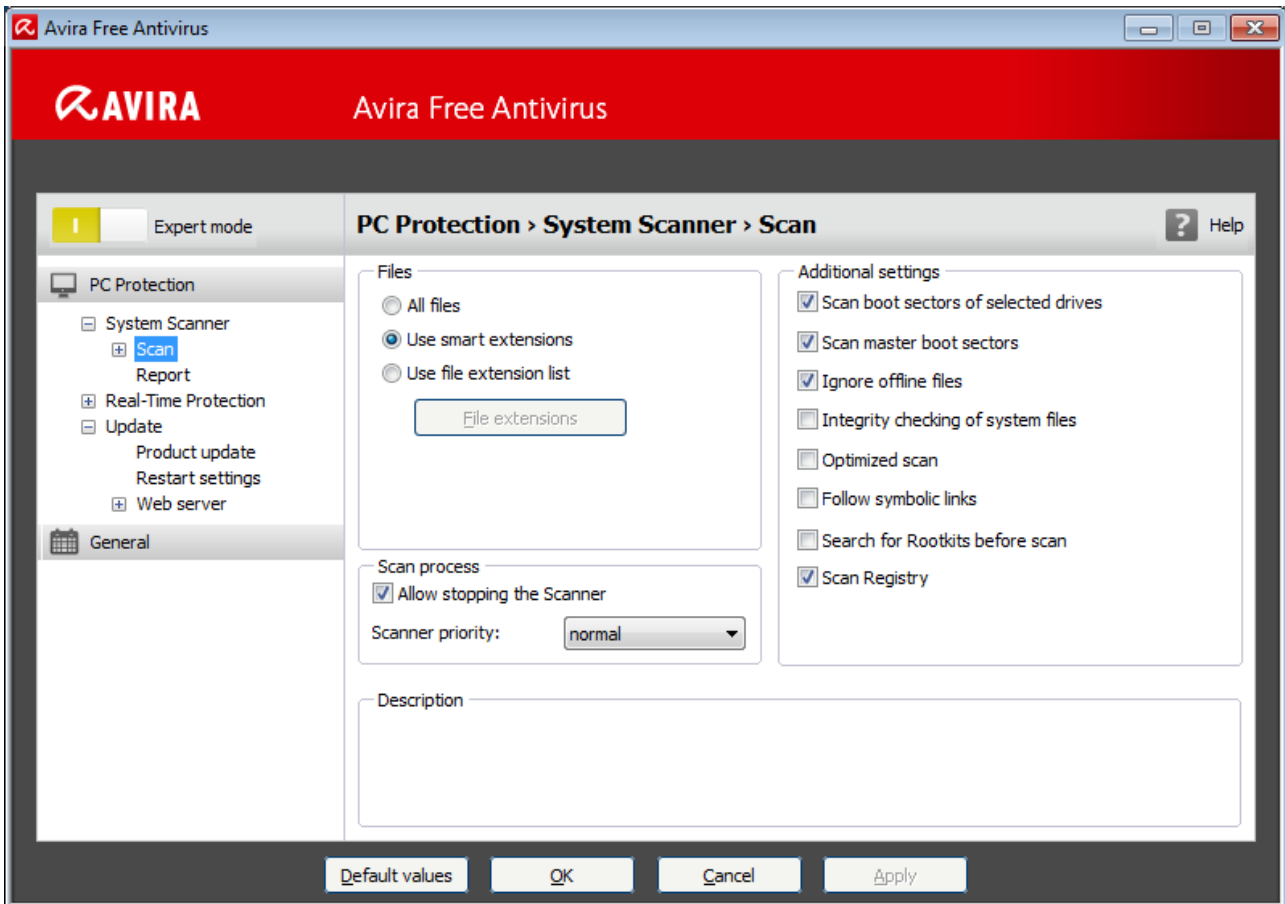 Avira Free Antivirus
AVIRA
Avira Free Antivirus
I
Expert mode
PC Protection › System Scanner › Scan
? Help
PC Protection
System Scanner
Scan
Report
Real-Time Protection
Update
Product update
Restart settings
Web server
General
Files
All files
Use smart extensions
Use file extension list
File extensions
Scan process
Allow stopping the Scanner
Scanner priority:
normal
Additional settings
Scan boot sectors of selected drives
Scan master boot sectors
Ignore offline files
Integrity checking of system files
Optimized scan
Follow symbolic links
Search for Rootkits before scan
Scan Registry
Description
Default values
OK
Cancel
Apply